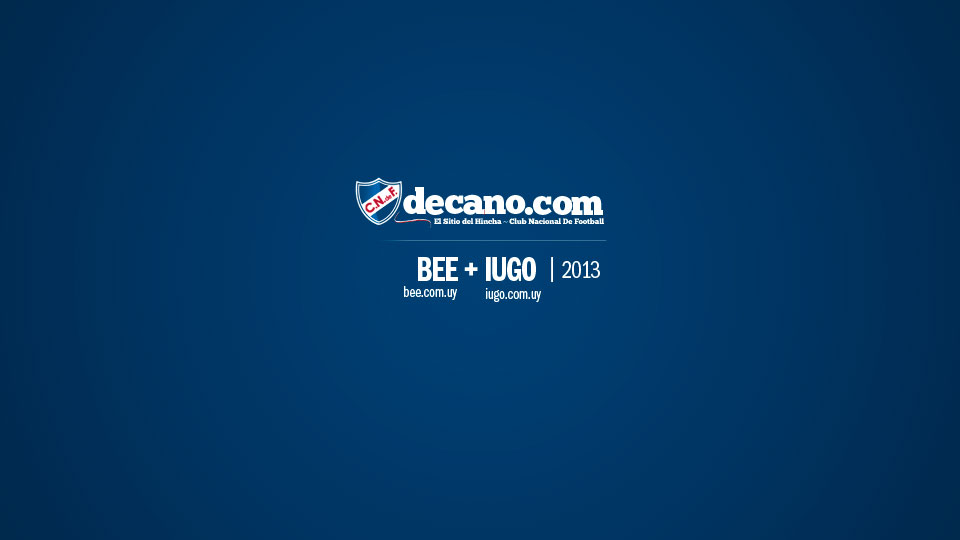 C.N. de F.
decano.com
El Sitio del Hincha - Club Nacional De Football
BEE + IUGO | 2013
bee.com.uy iugo.com.uy